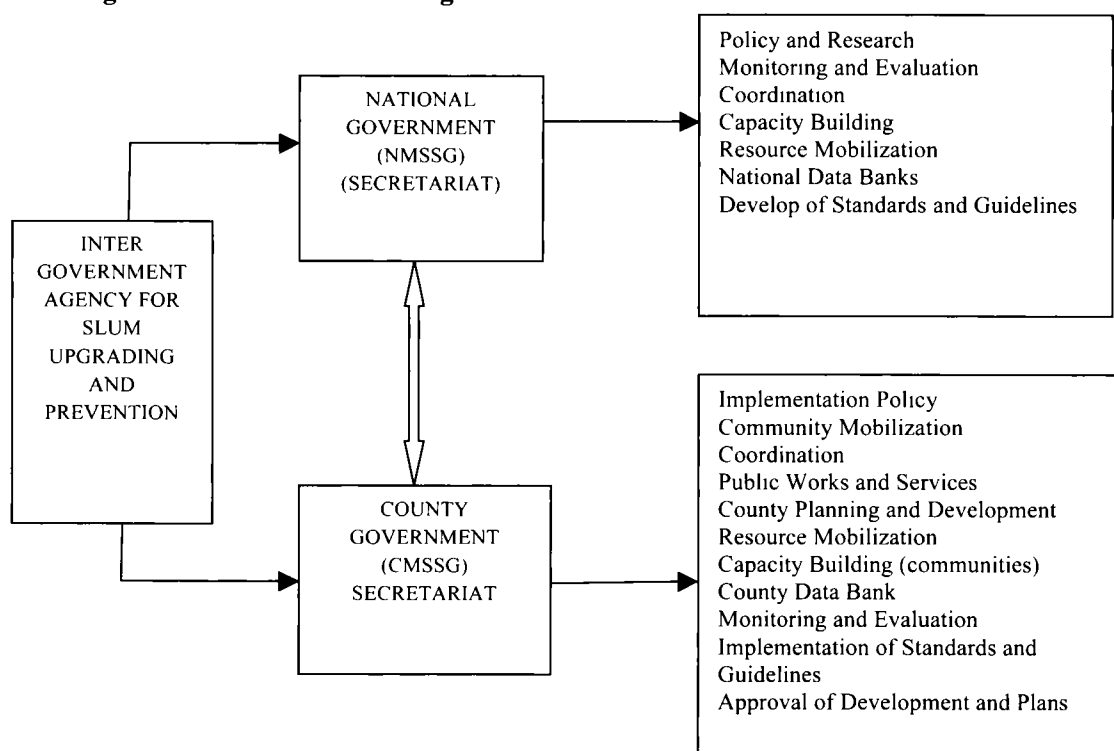 INTER
GOVERNMENT
AGENCY FOR
SLUM
UPGRADING
AND
PREVENTION
NATIONAL
GOVERNMENT
(NMSSG)
(SECRETARIAT)
Policy and Research
Monitoring and Evaluation
Coordination
Capacity Building
Resource Mobilization
National Data Banks
Develop of Standards and Guidelines
COUNTY
GOVERNMENT
(CMSSG)
SECRETARIAT
Implementation Policy
Community Mobilization
Coordination
Public Works and Services
County Planning and Development
Resource Mobilization
Capacity Building (communities)
County Data Bank
Monitoring and Evaluation
Implementation of Standards and
Guidelines
Approval of Development and Plans